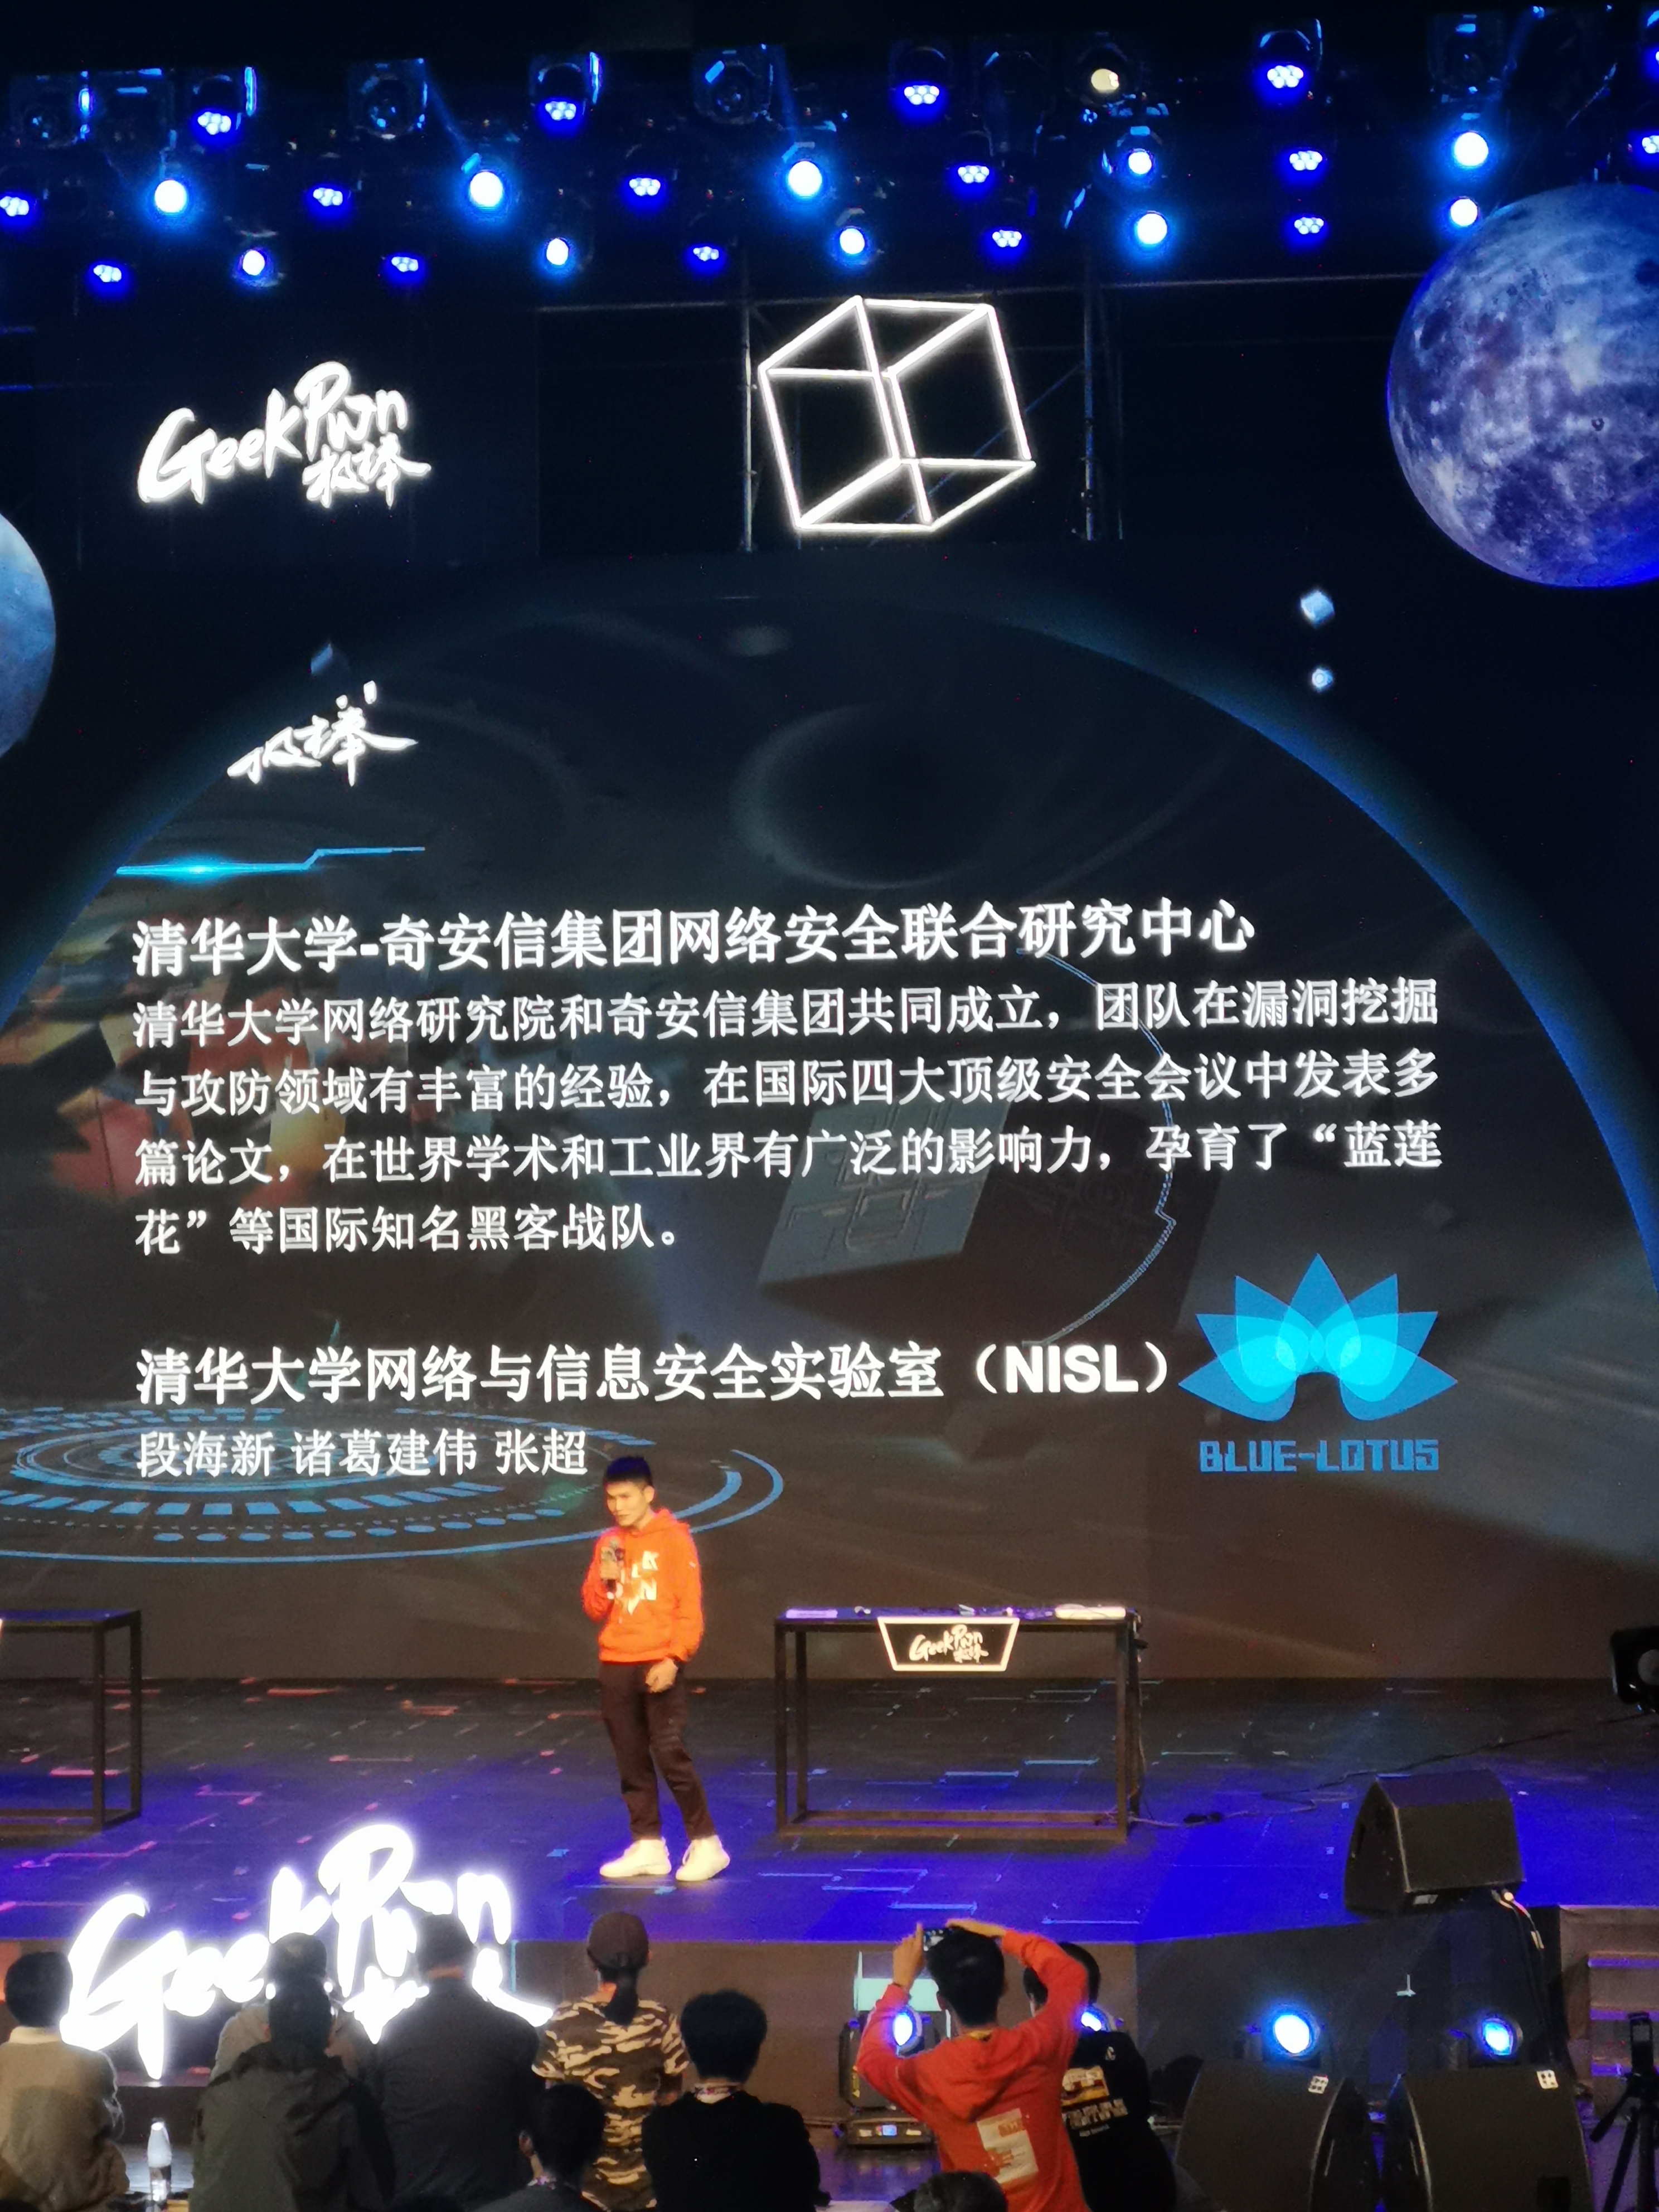 GeekPwn
极棒
极棒
清华大学-奇安信集团网络安全联合研究中心
清华大学网络研究院和奇安信集团共同成立，团队在漏洞挖掘
与攻防领域有丰富的经验，在国际四大顶级安全会议中发表多
篇论文，在世界学术和工业界有广泛的影响力，孕育了“蓝莲
花”等国际知名黑客战队。
清华大学网络与信息安全实验室（NISL）
段海新 诸葛建伟 张超
BLUE-LOTUS
GeekPwn
极棒
GeekPwn